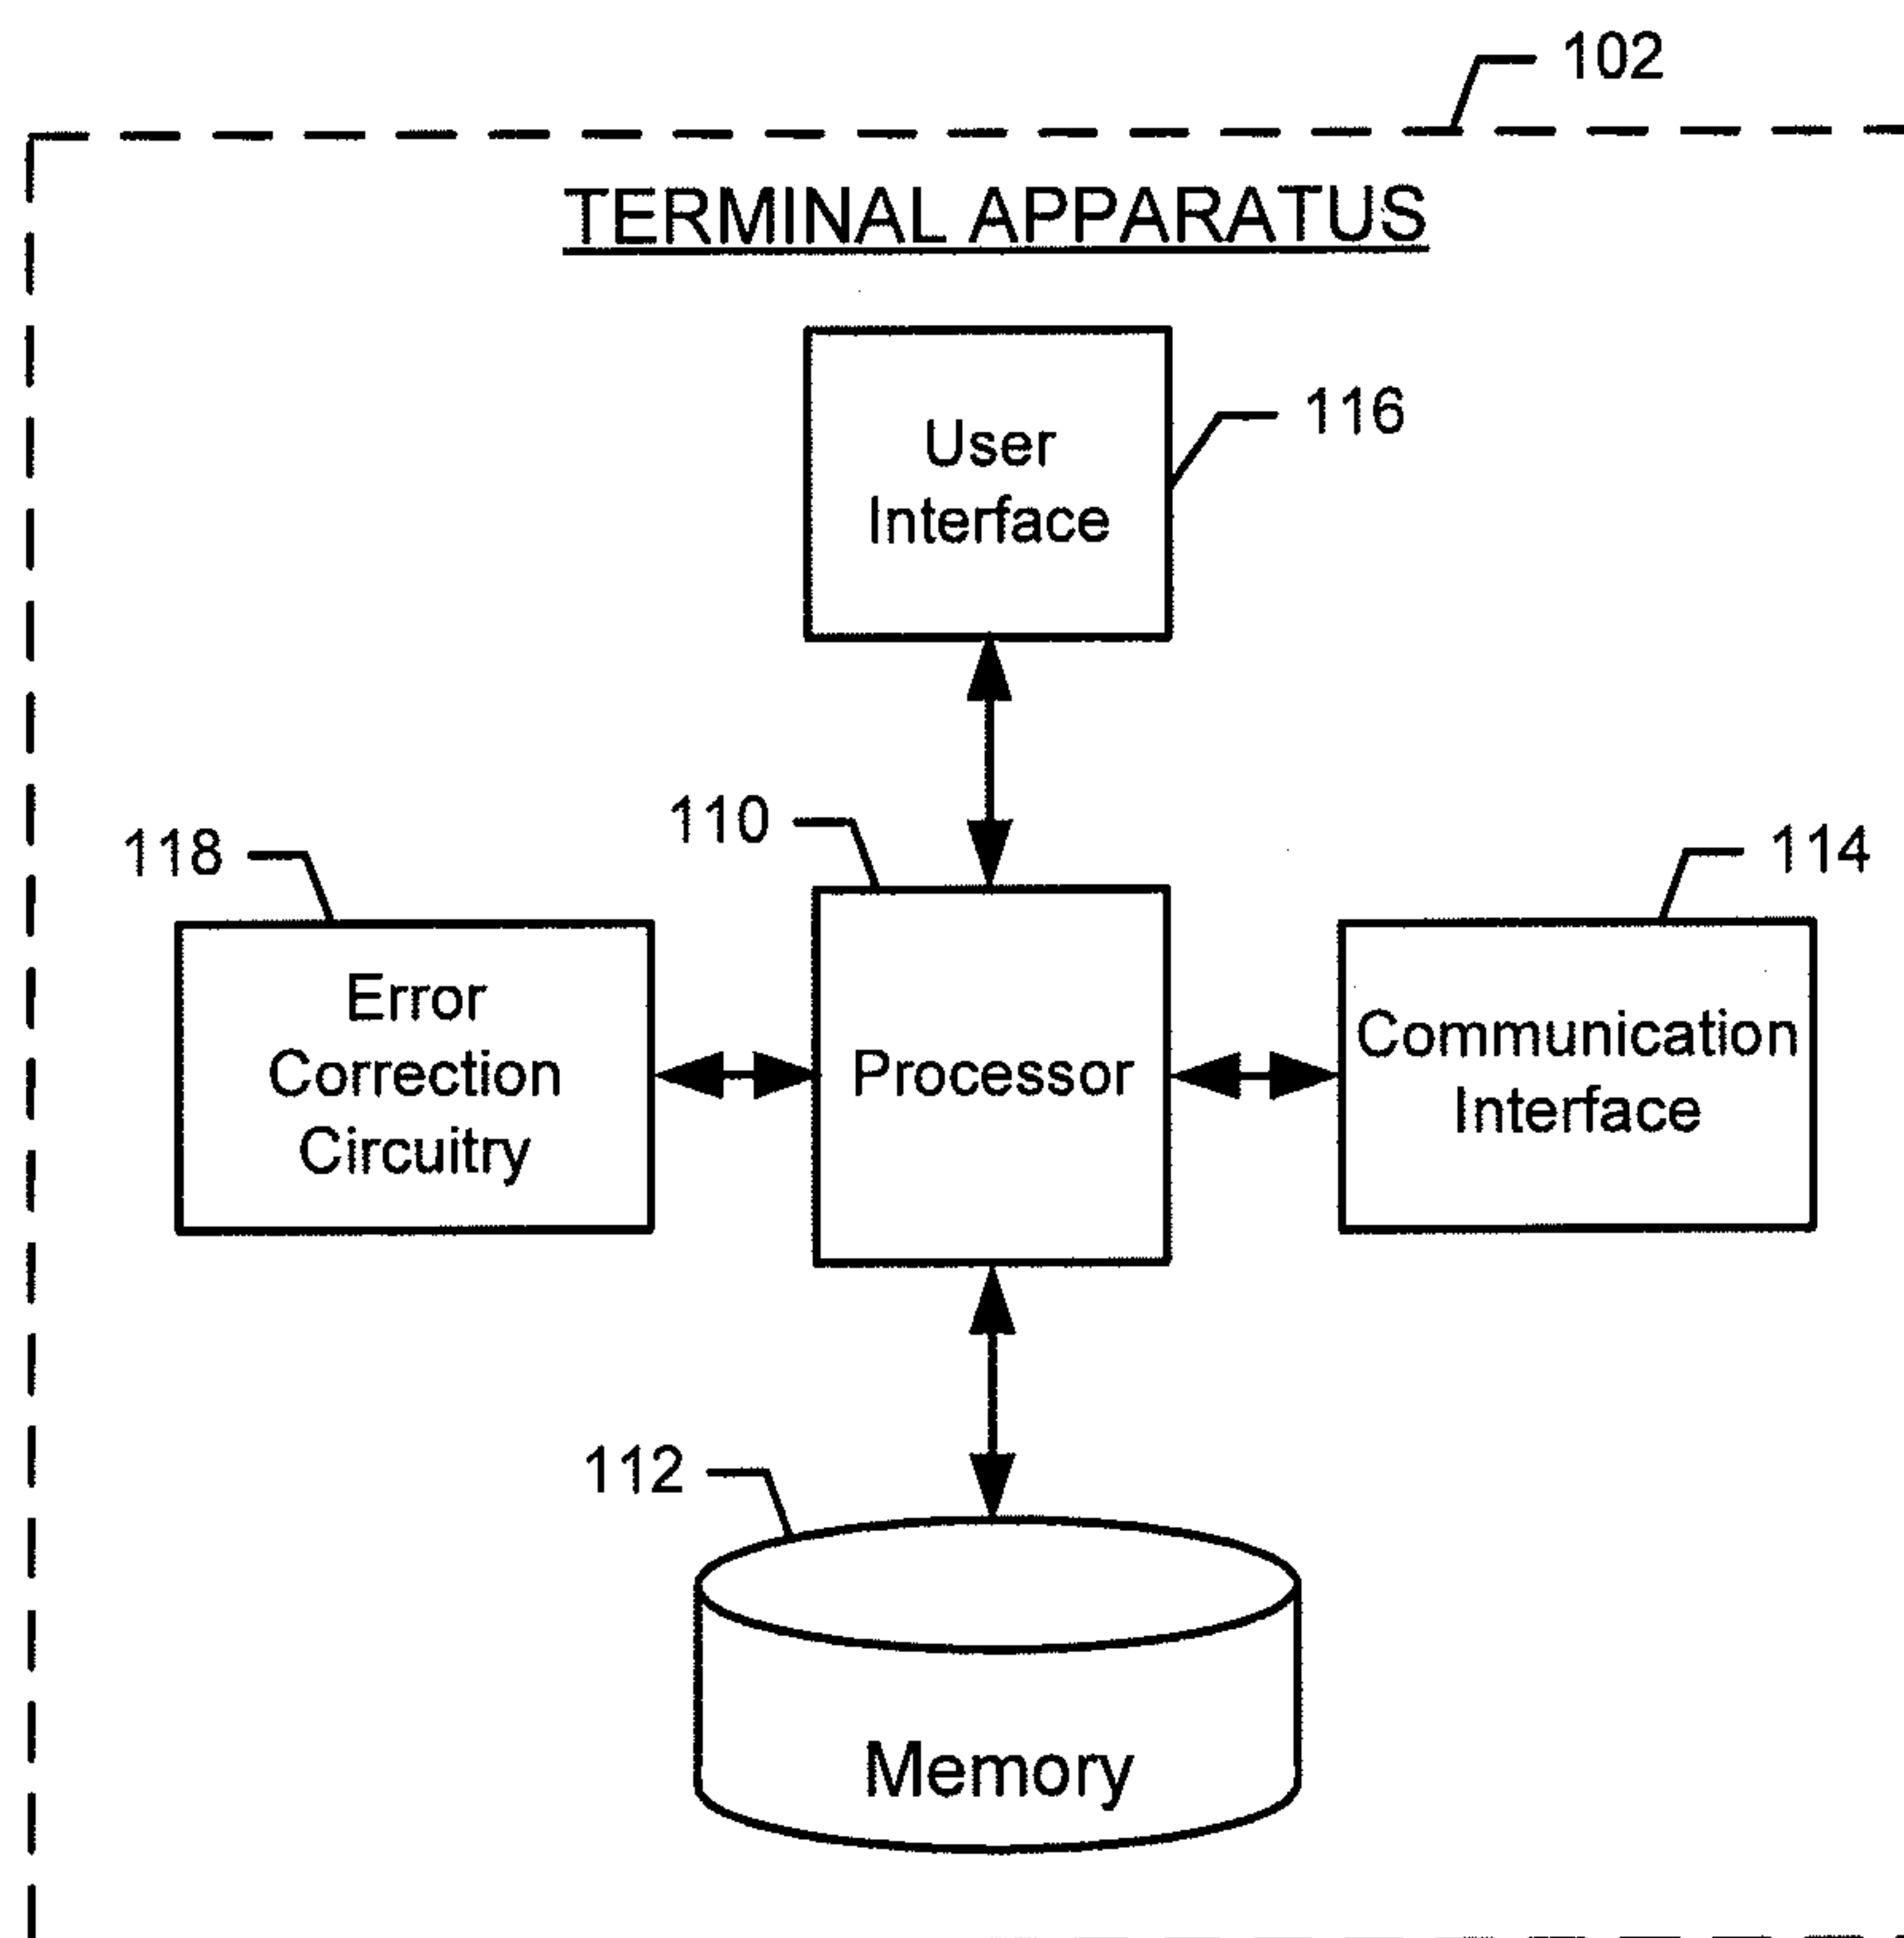 102
TERMINAL APPARATUS
User
Interface
116
110
118
114
Error
Correction
Circuitry
Processor
Communication
Interface
112
Memory